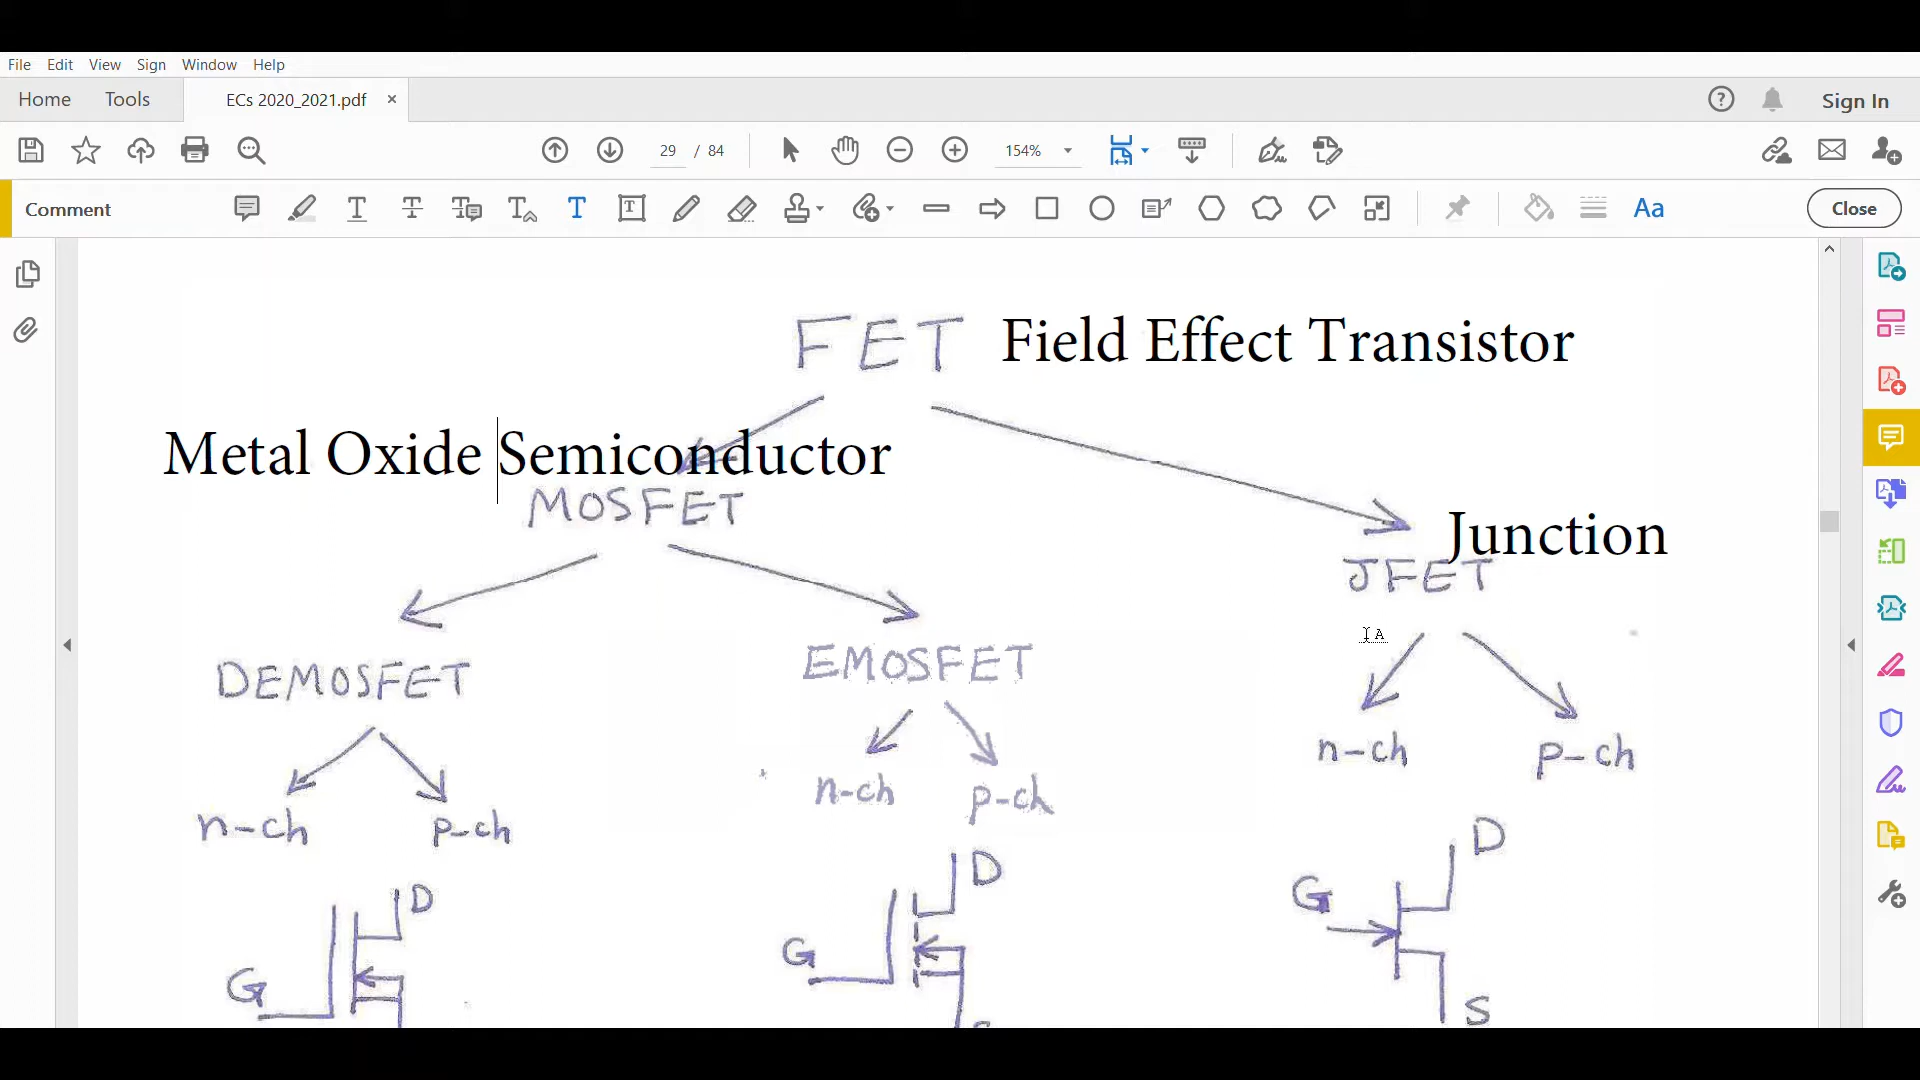 File Edit View Sign Window Help
Home Tools ECs 2020_2021.pdf × Sign In
29 / 84 154%
Comment Aa Close
FET Field Effect Transistor
Metal Oxide Semiconductor
MOSFET
Junction
JFET
DEMOSFET EMOSFET
n-ch p-ch
n-ch p-ch
n-ch p-ch
D D D
G G G
S